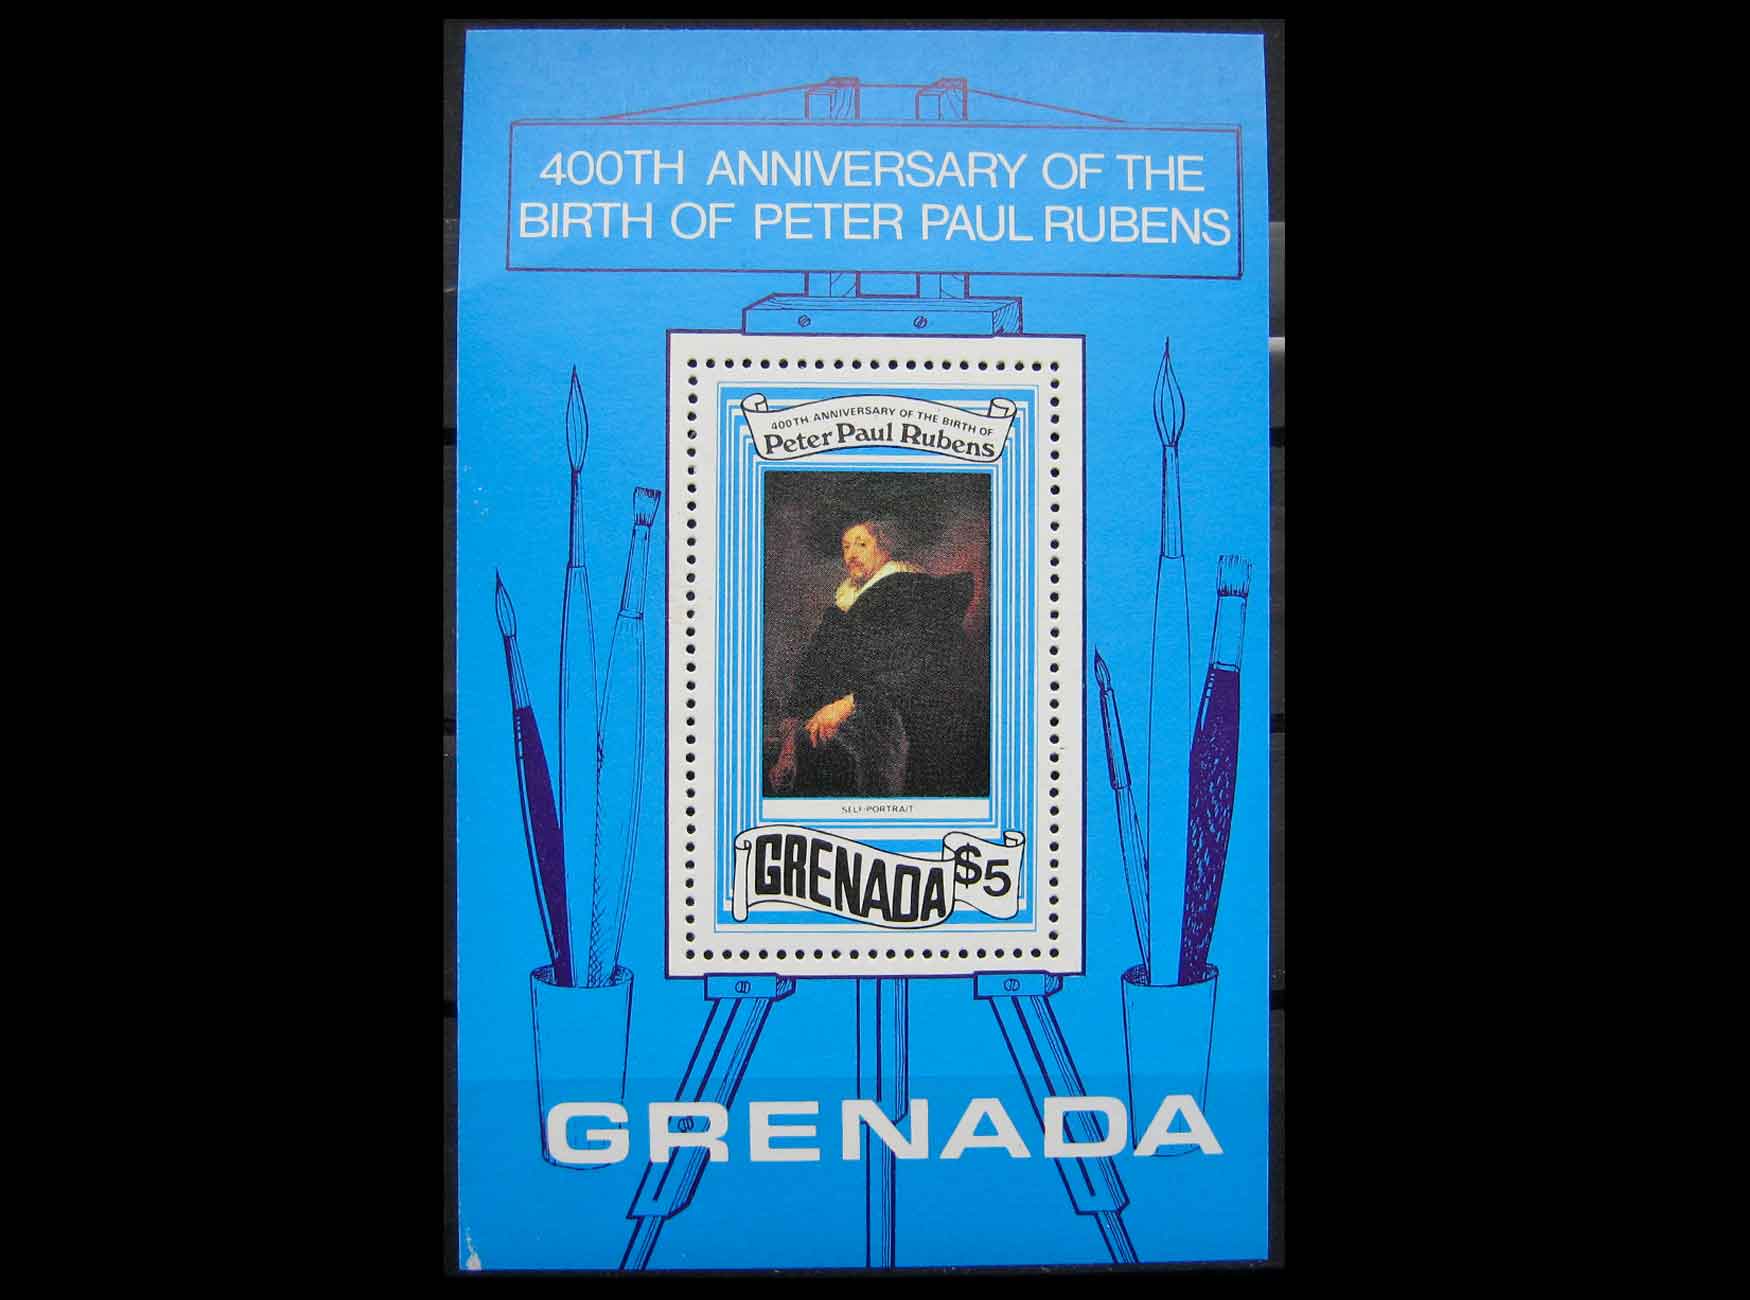 400TH ANNIVERSARY OF THE
BIRTH OF PETER PAUL RUBENS
400TH ANNIVERSARY OF THE BIRTH OF
Peter Paul Rubens
SELF-PORTRAIT
GRENADA $5
GRENADA